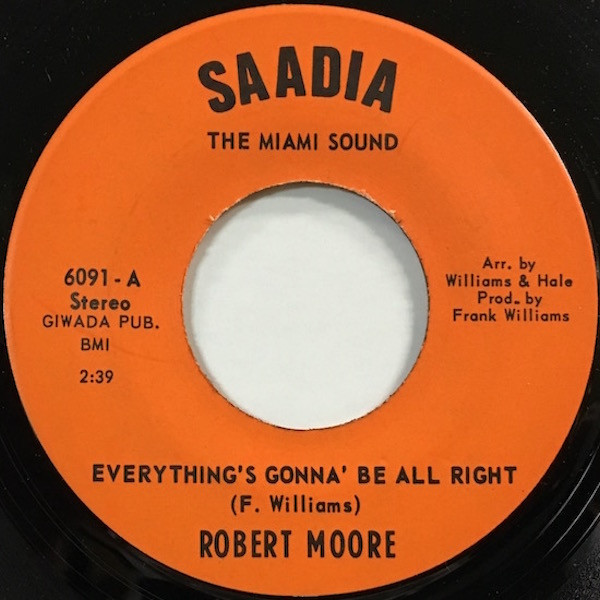 SAADIA
THE MIAMI SOUND
6091-A
Stereo
GIWADA PUB.
BMI
2:39
Arr. by
Williams & Hale
Prod. by
Frank Williams
EVERYTHING'S GONNA' BE ALL RIGHT
(F. Williams)
ROBERT MOORE